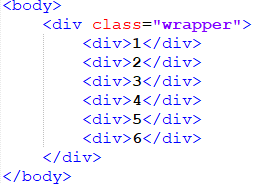 <body>
    <div class="wrapper">
        <div>1</div>
        <div>2</div>
        <div>3</div>
        <div>4</div>
        <div>5</div>
        <div>6</div>
    </div>
</body>